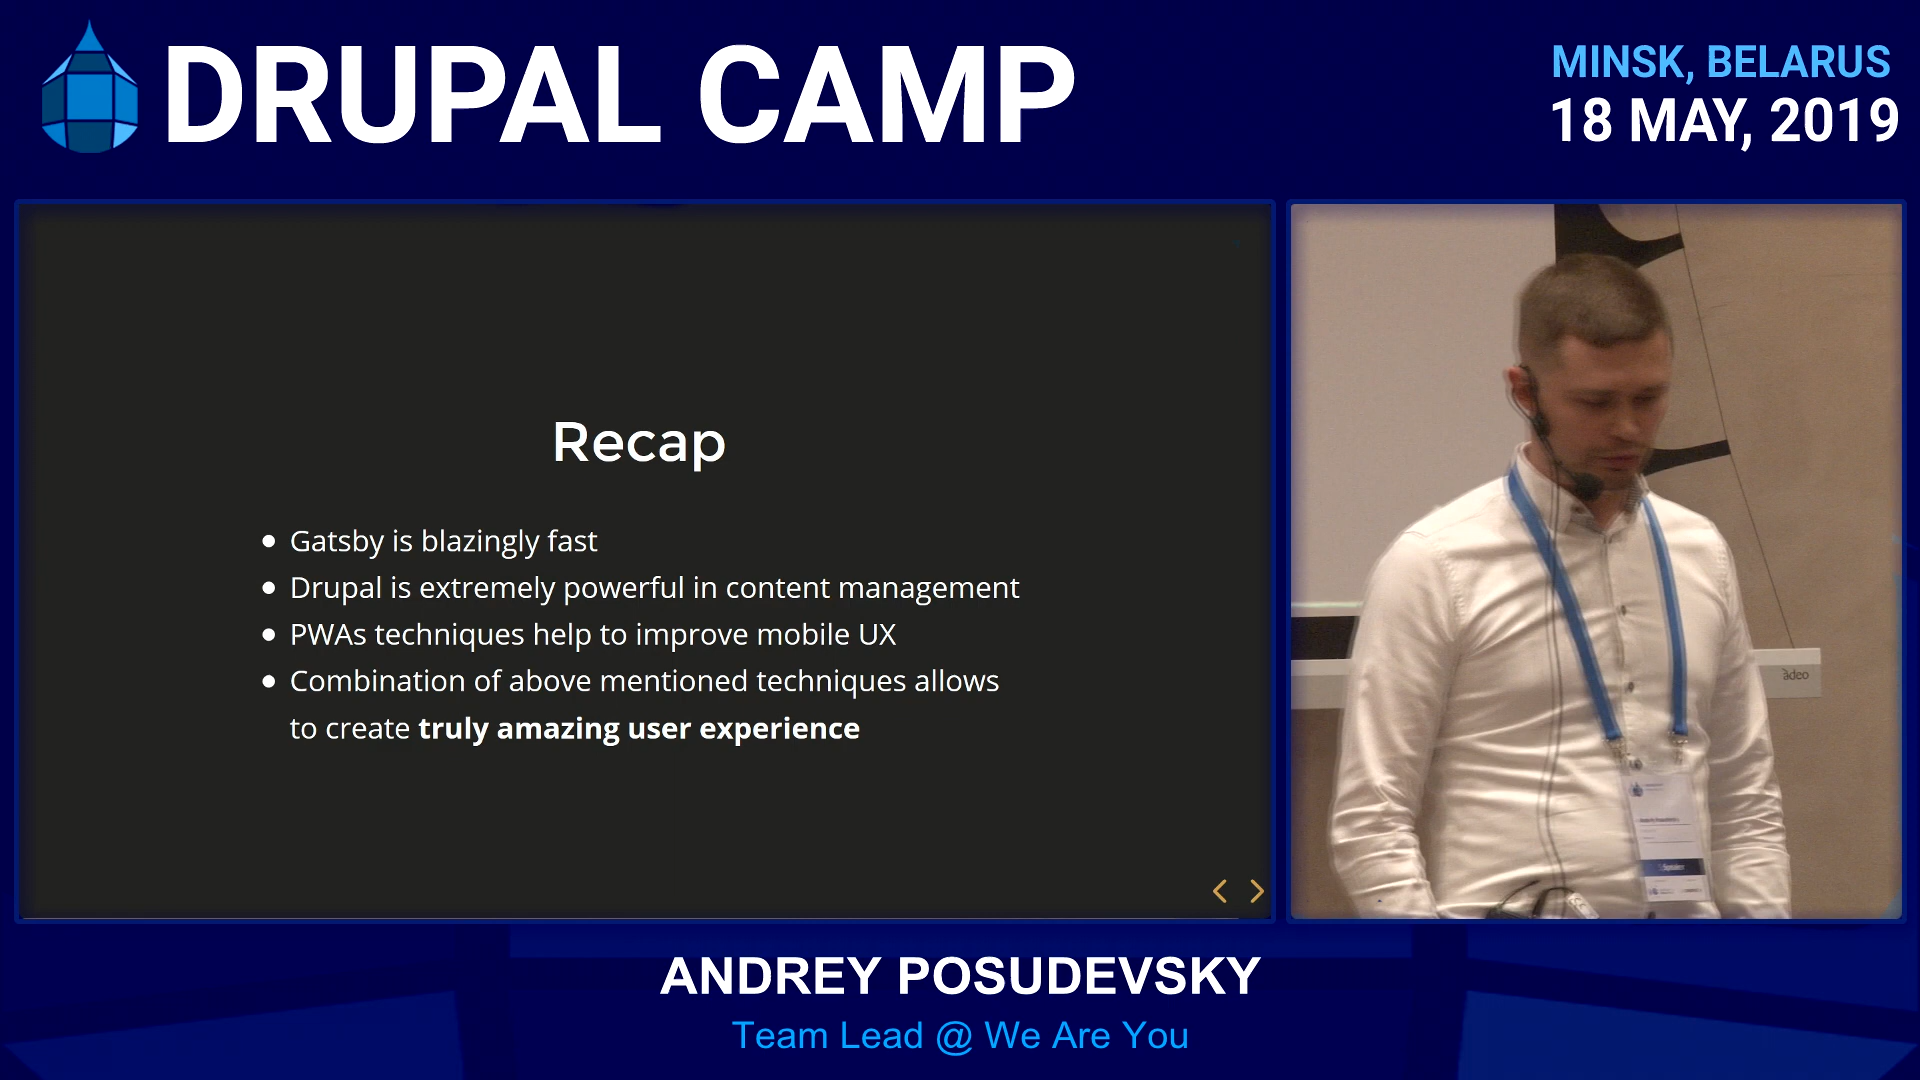 DRUPAL CAMP
MINSK, BELARUS
18 MAY, 2019
Recap
Gatsby is blazingly fast
Drupal is extremely powerful in content management
PWAs techniques help to improve mobile UX
Combination of above mentioned techniques allows
to create truly amazing user experience
adeo
Speaker
ANDREY POSUDEVSKY
Team Lead @ We Are You